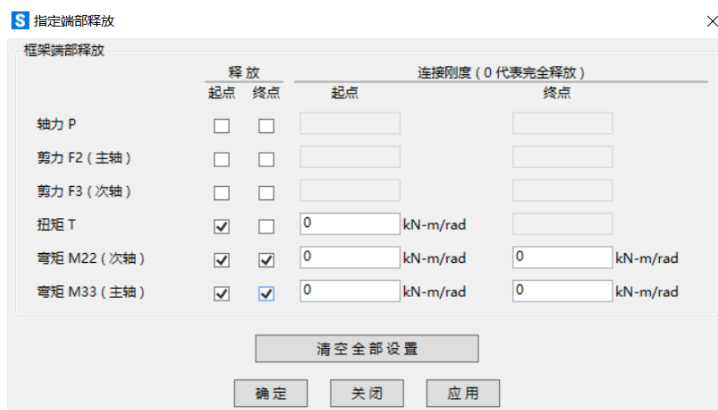 S 指定端部释放
框架端部释放
释 放 连接刚度 ( 0 代表完全释放 )
起点 终点 起点 终点
轴力 P
剪力 F2 ( 主轴 )
剪力 F3 ( 次轴 )
扭矩 T 0 kN-m/rad
弯矩 M22 ( 次轴 ) 0 kN-m/rad 0 kN-m/rad
弯矩 M33 ( 主轴 ) 0 kN-m/rad 0 kN-m/rad
清空全部设置
确定 关闭 应用